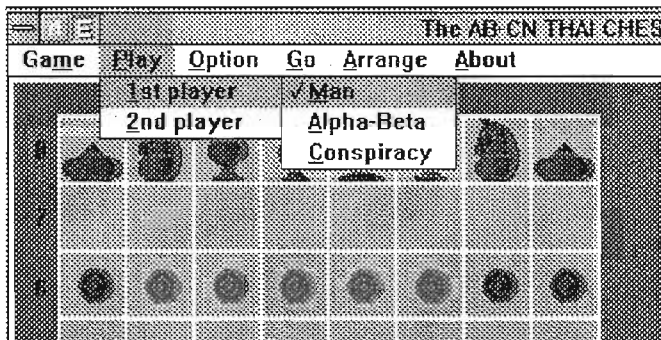 The AB-CN THAI CHES
Game Play Option Go Arrange About
1st player ✓ Man
2nd player Alpha-Beta
Conspiracy
8
7
6